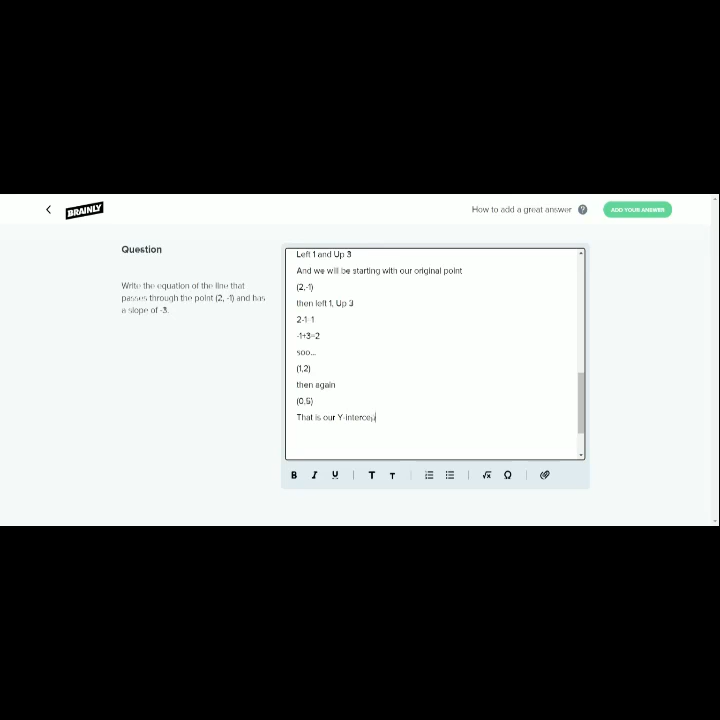 BRAINLY
How to add a great answer ?
ADD YOUR ANSWER
Question
Write the equation of the line that
passes through the point (2, -1) and has
a slope of -3.
Left 1 and Up 3
And we will be starting with our original point
(2,-1)
then left 1, Up 3
2-1=1
-1+3=2
soo...
(1,2)
then again
(0,5)
That is our Y-intercep
B I U T T √x Ω